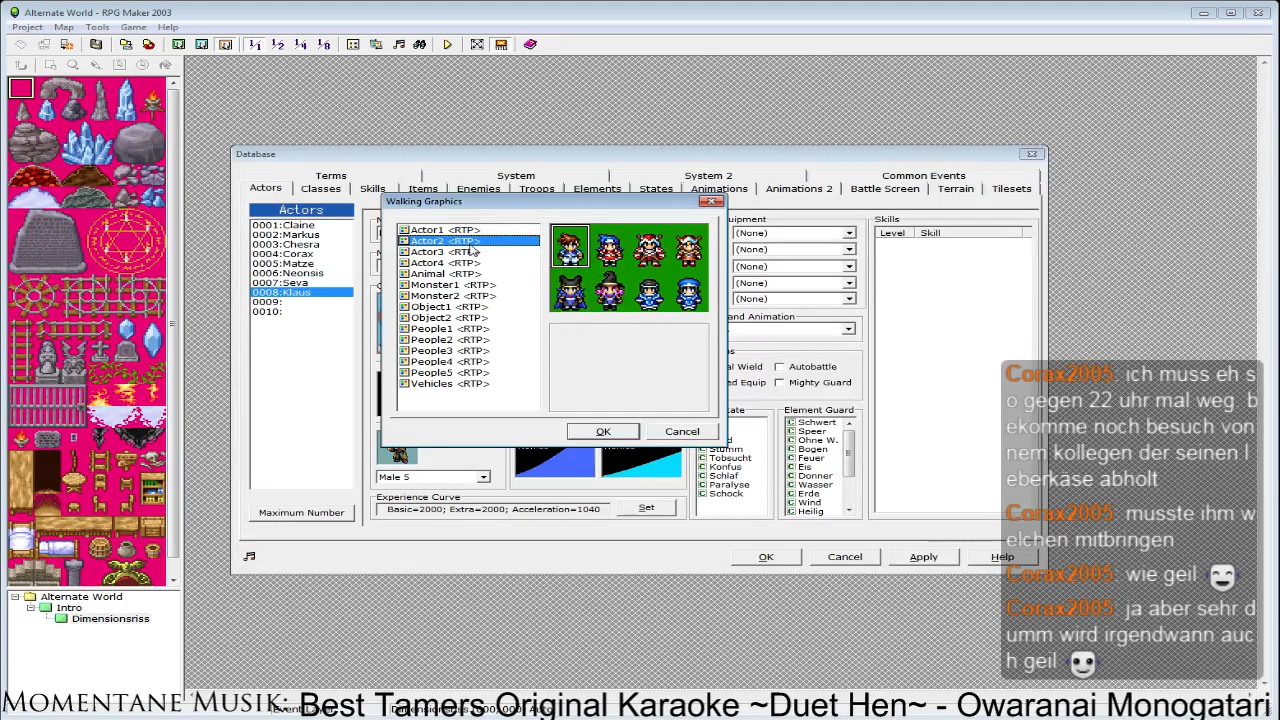 Alternate World - RPG Maker 2003
Project Map Tools Game Help
Database
Terms System System 2 Common Events
Actors Classes Skills Items Enemies Troops Elements States Animations Animations 2 Battle Screen Terrain Tilesets
Actors
0001:Claine
0002:Markus
0003:Chesra
0004:Corax
0005:Matze
0006:Neonsis
0007:Seva
0008:Klaus
0009:
0010:
Maximum Number
Walking Graphics
Actor1 <RTP>
Actor2 <RTP>
Actor3 <RTP>
Actor4 <RTP>
Animal <RTP>
Monster1 <RTP>
Monster2 <RTP>
Object1 <RTP>
Object2 <RTP>
People1 <RTP>
People2 <RTP>
People3 <RTP>
People4 <RTP>
People5 <RTP>
Vehicles <RTP>
OK Cancel
Male 5
Experience Curve
Basic=2000; Extra=2000; Acceleration=1040
Set
(None)
(None)
(None)
(None)
(None)
Autobattle
Mighty Guard
Stumm
Tobsucht
Konfus
Schlaf
Paralyse
Schock
Element Guard
Schwert
Speer
Ohne W.
Bogen
Feuer
Eis
Donner
Wasser
Erde
Wind
Heilig
Skills
Level Skill
OK Cancel Apply Help
Alternate World
Intro
Dimensionsriss
Corax2005: ich muss eh s
o gegen 22 uhr mal weg b
ekomme noch besuch von
nem kollegen der seinen l
eberkäse abholt
Corax2005: musste ihm w
elchen mitbringen
Corax2005: wie geil
Corax2005: ja aber sehr d
umm wird irgendwann auc
h geil
Momentane Musik: Best Tamers Original Karaoke ~Duet Hen~ - Owaranai Monogatari